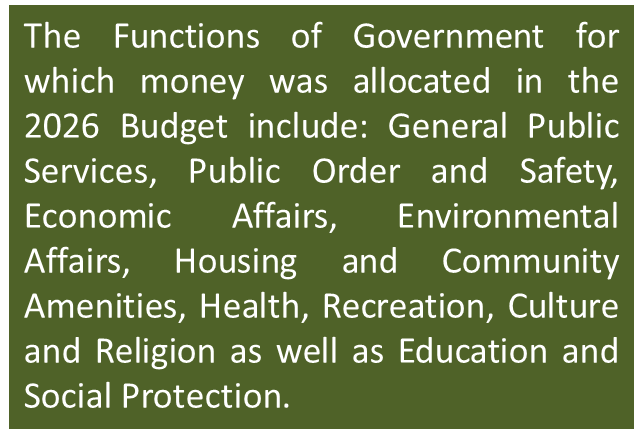 The Functions of Government for
which money was allocated in the
2026 Budget include: General Public
Services, Public Order and Safety,
Economic Affairs, Environmental
Affairs, Housing and Community
Amenities, Health, Recreation, Culture
and Religion as well as Education and
Social Protection.